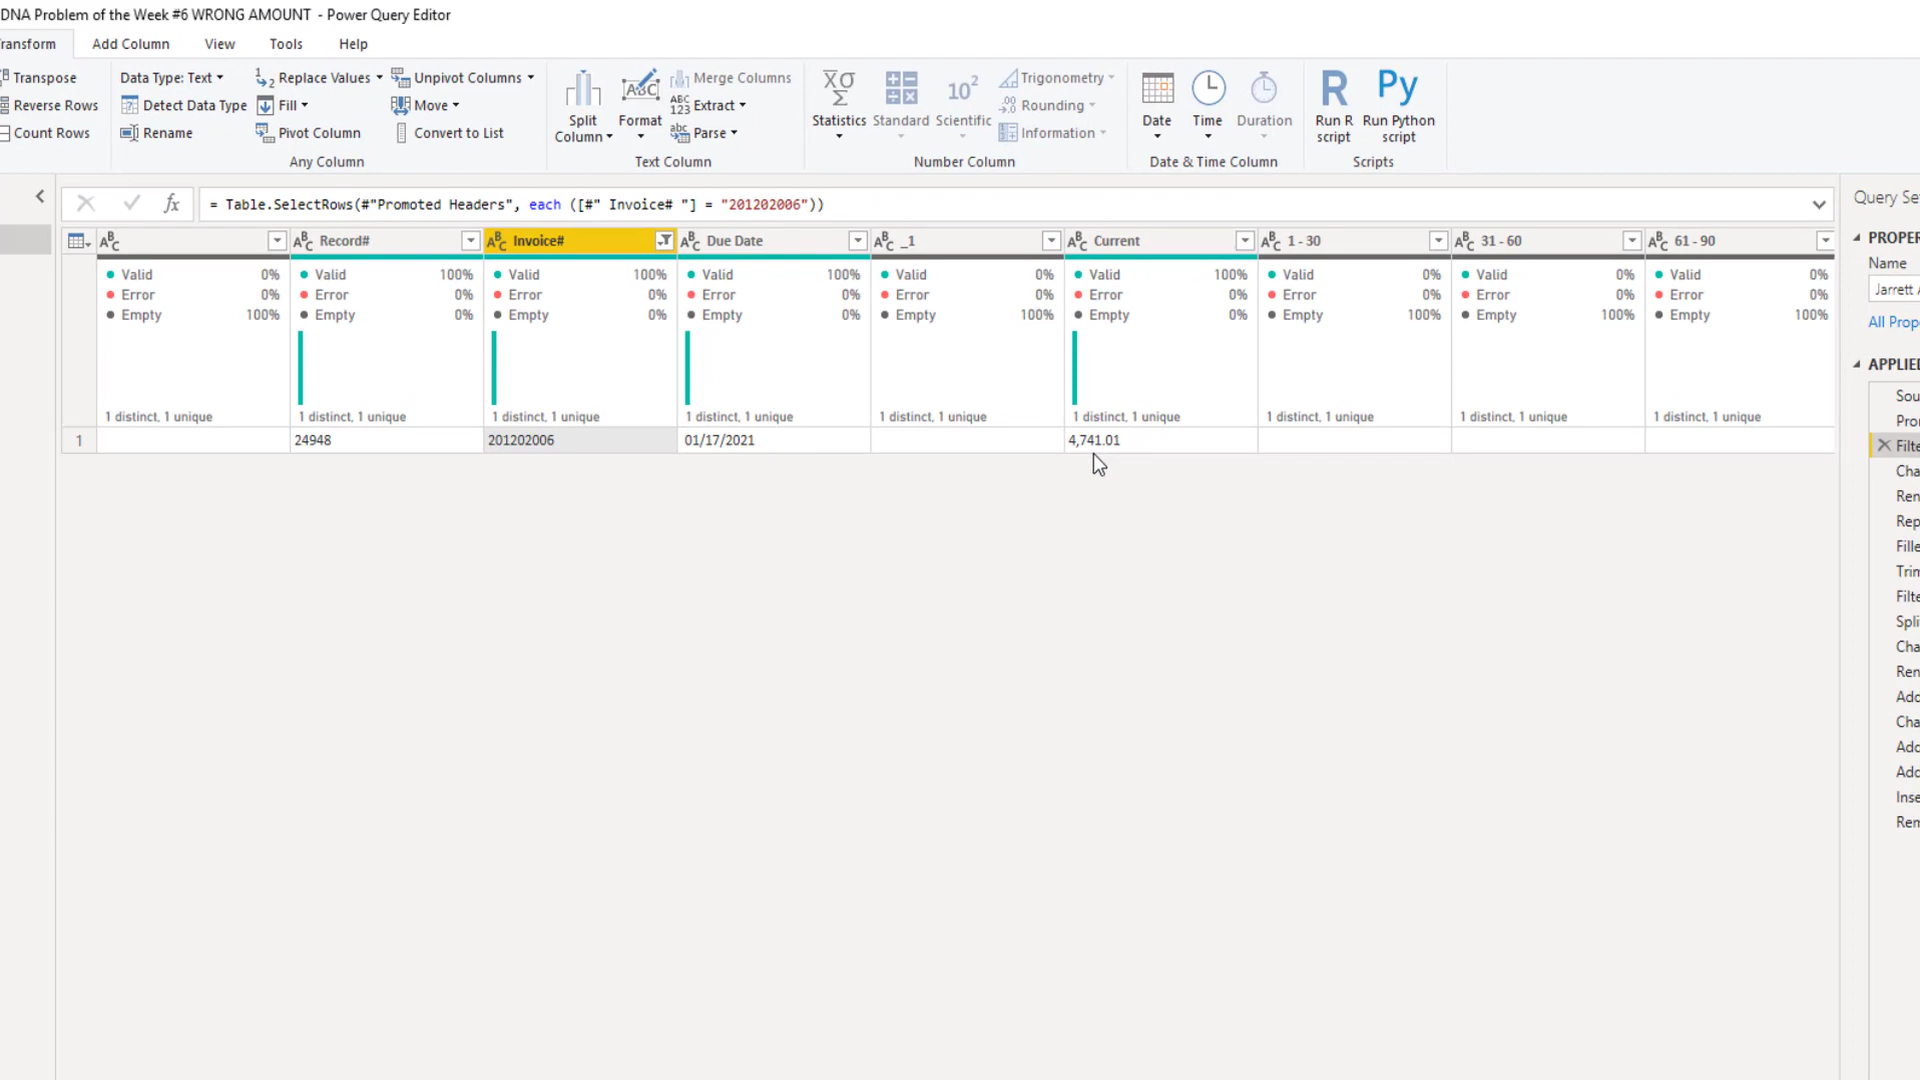 DNA Problem of the Week #6 WRONG AMOUNT - Power Query Editor
ransform Add Column View Tools Help
Transpose Data Type: Text Replace Values Unpivot Columns Merge Columns Trigonometry
Reverse Rows Detect Data Type Fill Move Extract Rounding
Count Rows Rename Pivot Column Convert to List Parse Information
Split Column Format Statistics Standard Scientific Date Time Duration Run R script Run Python script
Any Column Text Column Number Column Date & Time Column Scripts
= Table.SelectRows(#"Promoted Headers", each ([#" Invoice# "] = "201202006"))
Query Se
Record# Invoice# Due Date _1 Current 1 - 30 31 - 60 61 - 90
Valid 0% Valid 100% Valid 100% Valid 100% Valid 0% Valid 100% Valid 0% Valid 0% Valid 0%
Error 0% Error 0% Error 0% Error 0% Error 0% Error 0% Error 0% Error 0% Error 0%
Empty 100% Empty 0% Empty 0% Empty 0% Empty 100% Empty 0% Empty 100% Empty 100% Empty 100%
1 distinct, 1 unique 1 distinct, 1 unique 1 distinct, 1 unique 1 distinct, 1 unique 1 distinct, 1 unique 1 distinct, 1 unique 1 distinct, 1 unique 1 distinct, 1 unique 1 distinct, 1 unique
1 24948 201202006 01/17/2021 4,741.01
PROPER
Name
Jarrett
All Prop
APPLIED
Sou
Pro
Filte
Cha
Ren
Rep
Fille
Trin
Filte
Spli
Cha
Ren
Add
Cha
Add
Add
Inse
Ren